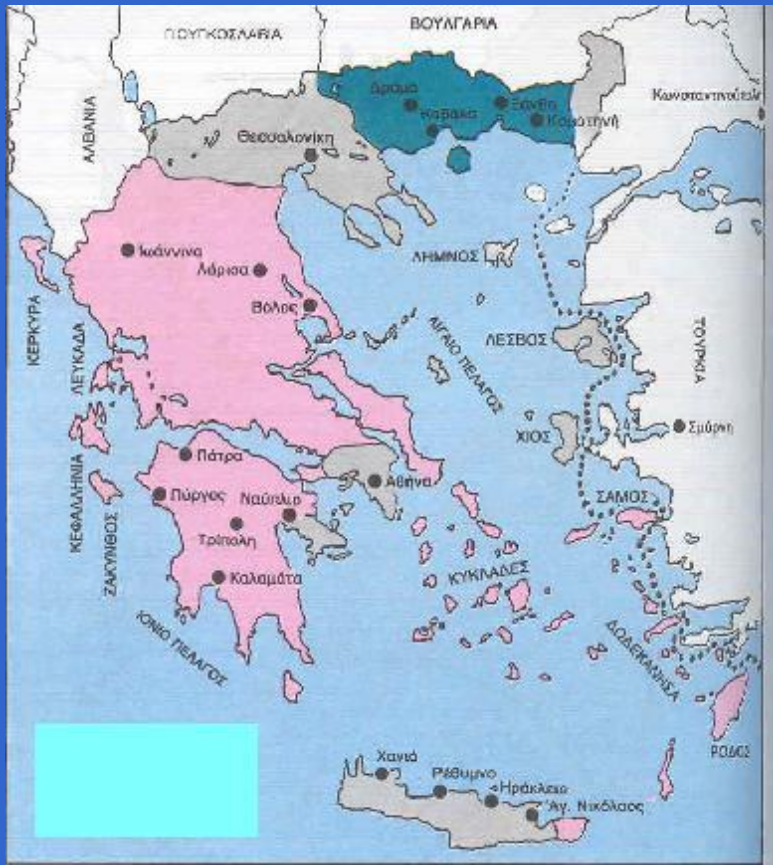 ΓΙΟΥΓΚΟΣΛΑΒΙΑ
ΒΟΥΛΓΑΡΙΑ
ΑΛΒΑΝΙΑ
Δράμα
Ξάνθη
Καβάλα
Κομοτηνή
Θεσσαλονίκη
Ιωάννινα
Λάρισα
Βόλος
ΛΗΜΝΟΣ
ΚΕΡΚΥΡΑ
ΛΕΥΚΑΔΑ
ΑΙΓΑΙΟ ΠΕΛΑΓΟΣ
ΛΕΣΒΟΣ
ΤΟΥΡΚΙΑ
ΧΙΟΣ
Σμύρνη
Πάτρα
Αθήνα
ΚΕΦΑΛΛΗΝΙΑ
ΖΑΚΥΝΘΟΣ
Πύργος
Ναύπλιο
ΣΑΜΟΣ
Τρίπολη
Καλαμάτα
ΚΥΚΛΑΔΕΣ
ΙΟΝΙΟ ΠΕΛΑΓΟΣ
ΔΩΔΕΚΑΝΗΣΑ
ΡΟΔΟΣ
Χανιά
Ρέθυμνο
Ηράκλειο
Άγ. Νικόλαος